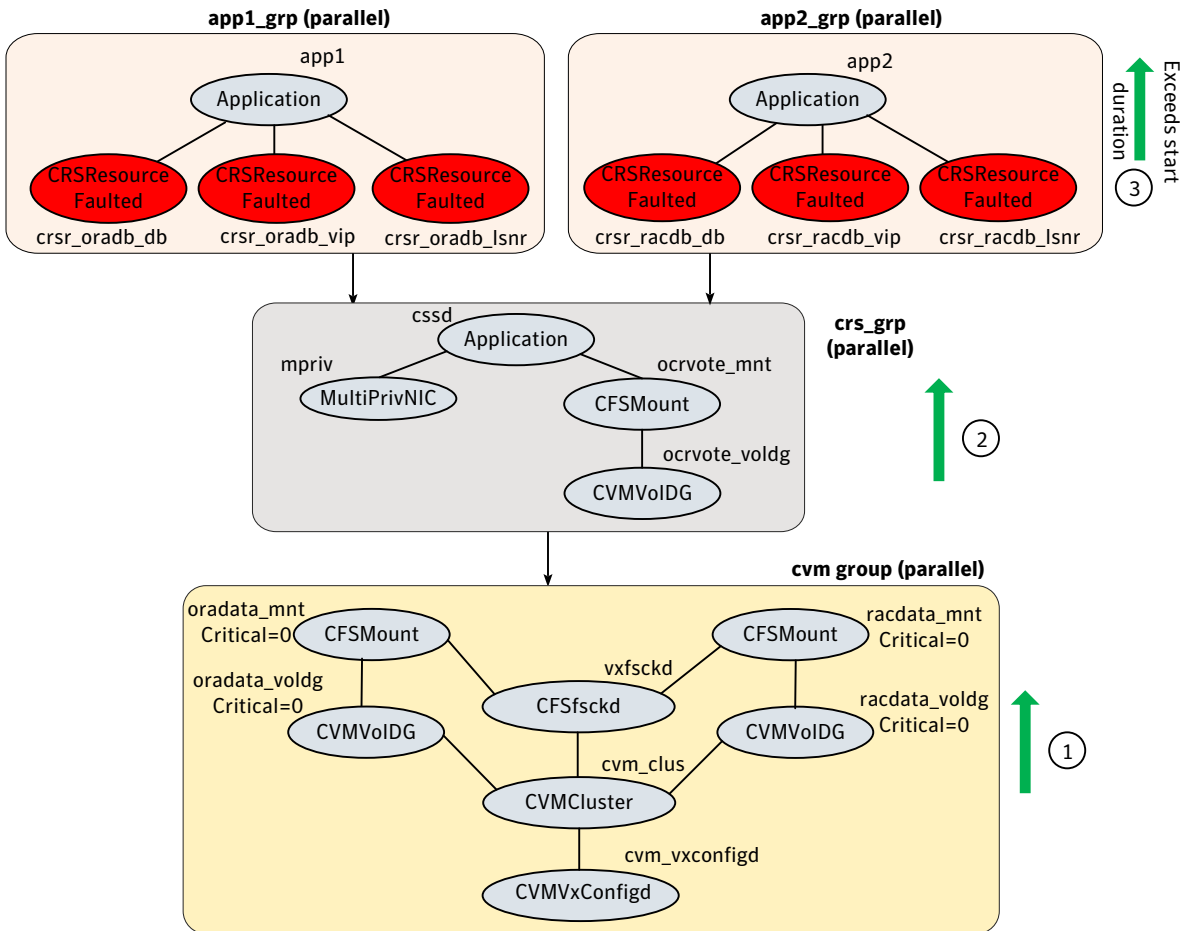 app1_grp (parallel)
app2_grp (parallel)
app1
Application
CRSResource
Faulted
CRSResource
Faulted
CRSResource
Faulted
crsr_oradb_db
crsr_oradb_vip
crsr_oradb_lsnr
app2
Application
CRSResource
Faulted
CRSResource
Faulted
CRSResource
Faulted
crsr_racdb_db
crsr_racdb_vip
crsr_racdb_lsnr
Exceeds start
duration
3
cssd
Application
mpriv
MultiPrivNIC
ocrvote_mnt
CFSMount
ocrvote_voldg
CVMVolDG
crs_grp
(parallel)
2
cvm group (parallel)
oradata_mnt
Critical=0
CFSMount
oradata_voldg
Critical=0
CVMVolDG
vxfsckd
CFSfsckd
CFSMount
racdata_mnt
Critical=0
racdata_voldg
Critical=0
CVMVolDG
cvm_clus
CVMCluster
cvm_vxconfigd
CVMVxConfigd
1